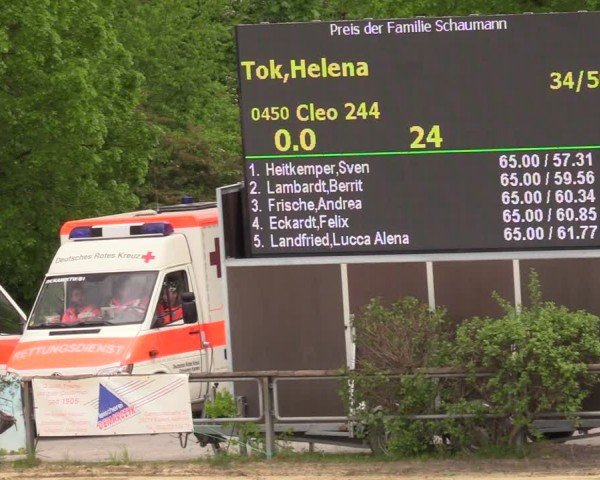 Preis der Familie Schaumann
Tok,Helena
34/5
0450 Cleo 244
0.0 24
1. Heitkemper,Sven 65.00 / 57.31
2. Lambardt,Berrit 65.00 / 59.56
3. Frische,Andrea 65.00 / 60.34
4. Eckardt,Felix 65.00 / 60.85
5. Landfried,Lucca Alena 65.00 / 61.77
Deutsches Rotes Kreuz
RETTUNGSDIENST
seit 1905